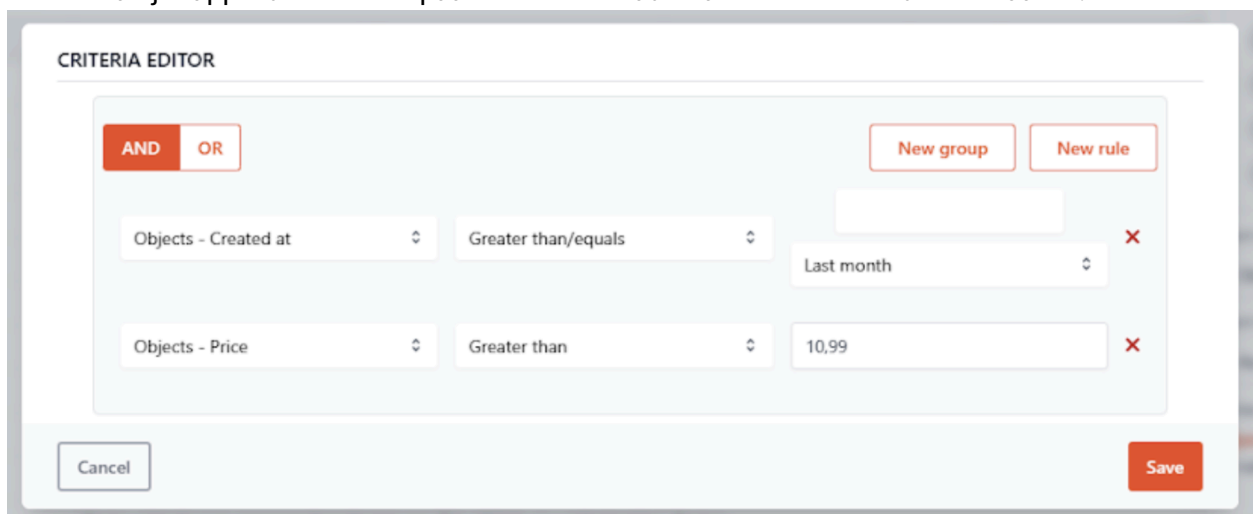 CRITERIA EDITOR
AND OR New group New rule
Objects - Created at Greater than/equals
Last month
Objects - Price Greater than 10,99
Cancel Save